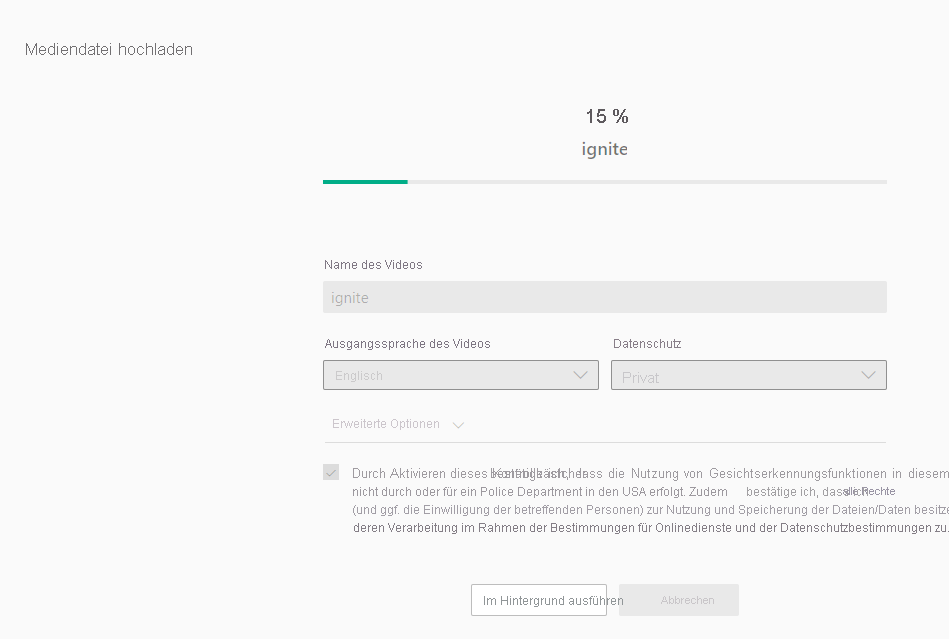 Mediendatei hochladen
15 %
ignite
Name des Videos
ignite
Ausgangssprache des Videos
Datenschutz
Englisch
Privat
Erweiterte Optionen
Durch Aktivieren dieses Kontrollkästchens bestätige ich, dass die Nutzung von Gesichtserkennungsfunktionen in diesem
nicht durch oder für ein Police Department in den USA erfolgt. Zudem bestätige ich, dass ich alle Rechte
(und ggf. die Einwilligung der betreffenden Personen) zur Nutzung und Speicherung der Dateien/Daten
deren Verarbeitung im Rahmen der Bestimmungen für Onlinedienste und der Datenschutzbestimmungen zu.
Im Hintergrund ausführen
Abbrechen